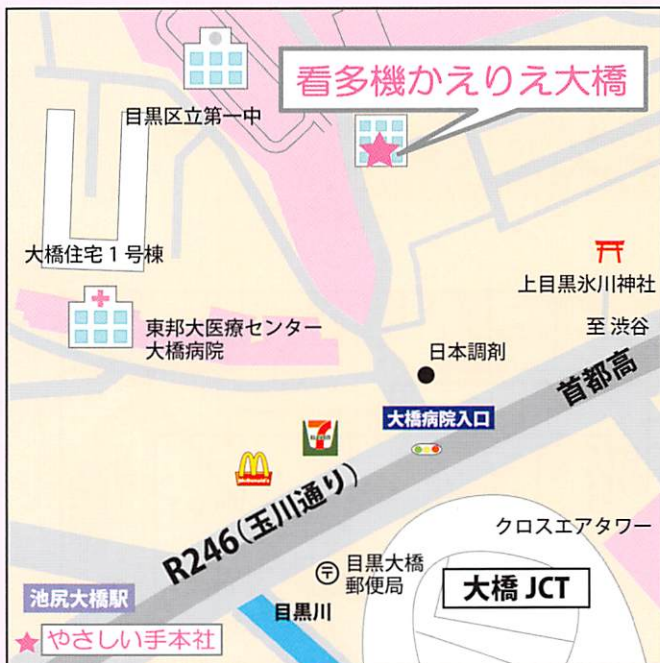 看多機かえりえ大橋
目黒区立第一中
大橋住宅1号棟
上目黒氷川神社
東邦大医療センター
大橋病院
至 渋谷
日本調剤
首都高
大橋病院入口
R246(玉川通り)
クロスエアタワー
目黒大橋
郵便局
大橋 JCT
池尻大橋駅
目黒川
やさしい手本社